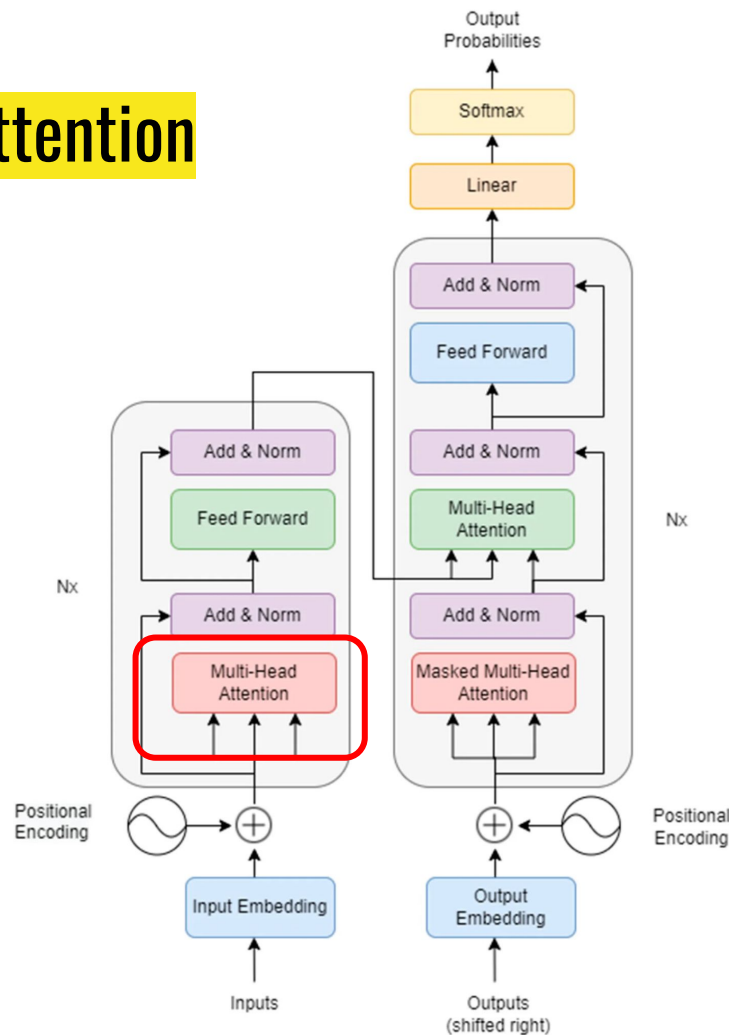 ttention
Output
Probabilities
Softmax
Linear
Add & Norm
Feed Forward
Add & Norm
Multi-Head
Attention
Nx
Add & Norm
Masked Multi-Head
Attention
Add & Norm
Feed Forward
Nx
Add & Norm
Multi-Head
Attention
Positional
Encoding
Positional
Encoding
Input Embedding
Output
Embedding
Inputs
Outputs
(shifted right)